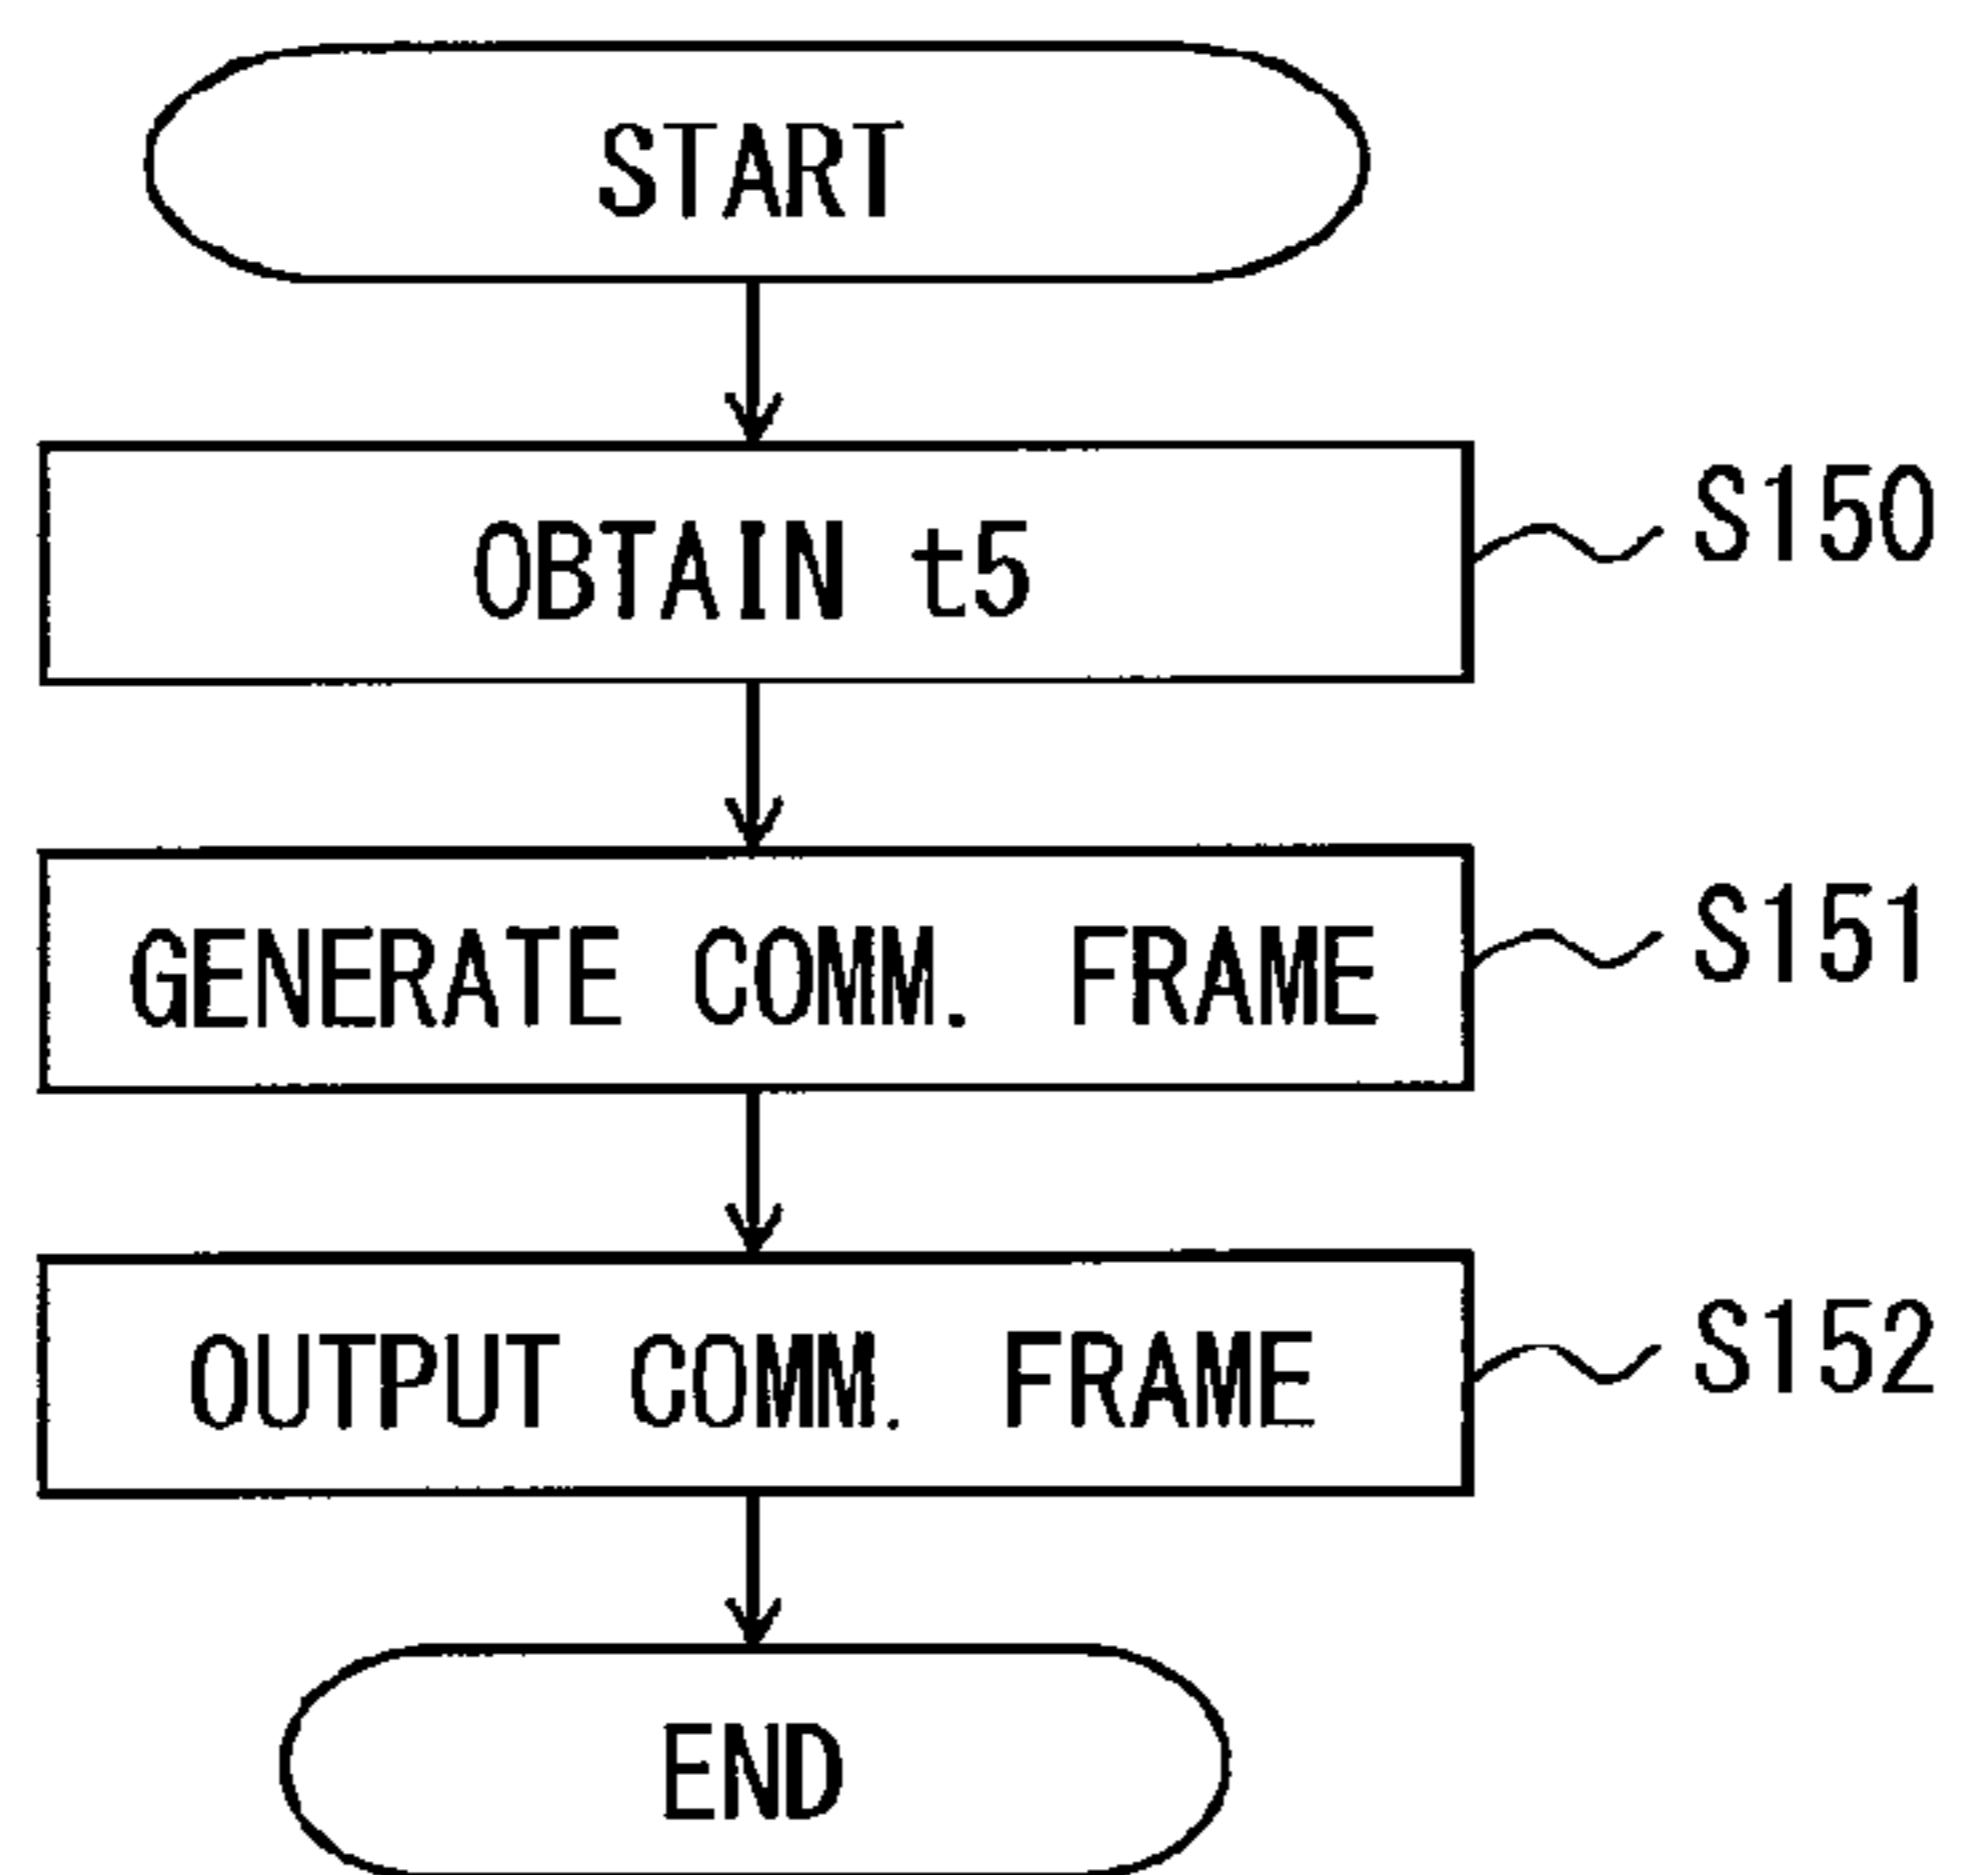 START
OBTAIN t5
S150
GENERATE COMM. FRAME
S151
OUTPUT COMM. FRAME
S152
END